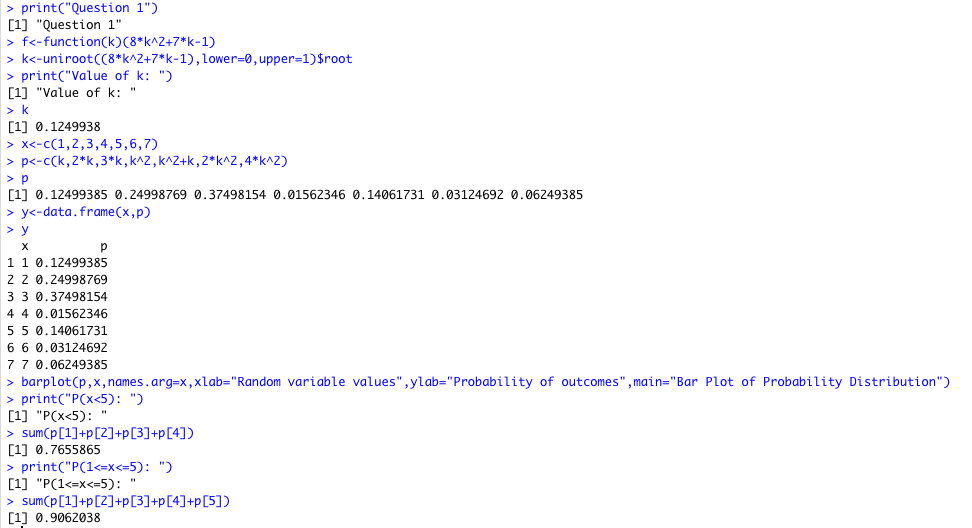 > print("Question 1")
[1] "Question 1"
> f<-function(k)(8*k^2+7*k-1)
> k<-uniroot((8*k^2+7*k-1),lower=0,upper=1)$root
> print("Value of k: ")
[1] "Value of k: "
> k
[1] 0.1249938
> x<-c(1,2,3,4,5,6,7)
> p<-c(k,2*k,3*k,k^2,k^2+k,2*k^2,4*k^2)
> p
[1] 0.12499385 0.24998769 0.37498154 0.01562346 0.14061731 0.03124692 0.06249385
> y<-data.frame(x,p)
> y
  x          p
1 1 0.12499385
2 2 0.24998769
3 3 0.37498154
4 4 0.01562346
5 5 0.14061731
6 6 0.03124692
7 7 0.06249385
> barplot(p,x,names.arg=x,xlab="Random variable values",ylab="Probability of outcomes",main="Bar Plot of Probability Distribution")
> print("P(x<5): ")
[1] "P(x<5): "
> sum(p[1]+p[2]+p[3]+p[4])
[1] 0.7655865
> print("P(1<=x<=5): ")
[1] "P(1<=x<=5): "
> sum(p[1]+p[2]+p[3]+p[4]+p[5])
[1] 0.9062038